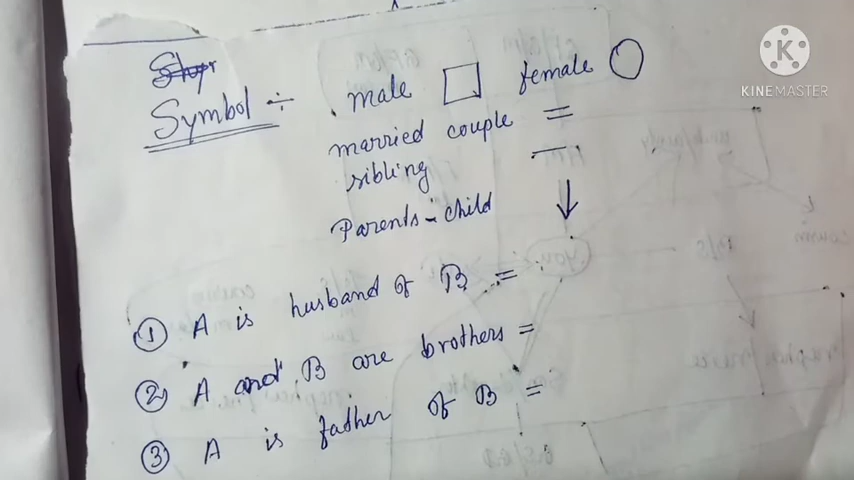 Symbol ÷ male □ female ○
married couple =
sibling —
Parents - child ↓
① A is husband of B =
② A and B are brothers =
③ A is father of B =
KINEMASTER